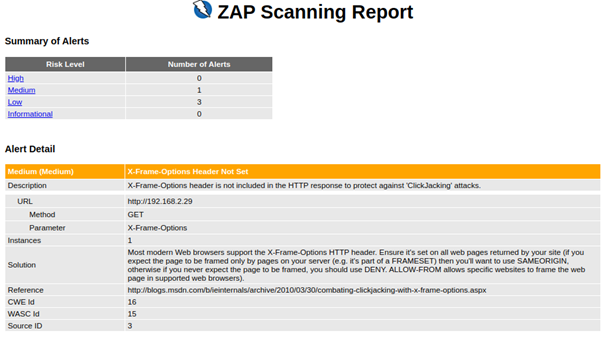 ZAP Scanning Report
Summary of Alerts
Risk Level Number of Alerts
High 0
Medium 1
Low 3
Informational 0
Alert Detail
Medium (Medium) X-Frame-Options Header Not Set
Description X-Frame-Options header is not included in the HTTP response to protect against 'ClickJacking' attacks.
URL http://192.168.2.29
Method GET
Parameter X-Frame-Options
Instances 1
Solution Most modern Web browsers support the X-Frame-Options HTTP header. Ensure it's set on all web pages returned by your site (if you
expect the page to be framed only by pages on your server (e.g. it's part of a FRAMESET) then you'll want to use SAMEORIGIN,
otherwise if you never expect the page to be framed, you should use DENY. ALLOW-FROM allows specific websites to frame the web
page in supported web browsers).
Reference http://blogs.msdn.com/b/ieinternals/archive/2010/03/30/combating-clickjacking-with-x-frame-options.aspx
CWE Id 16
WASC Id 15
Source ID 3